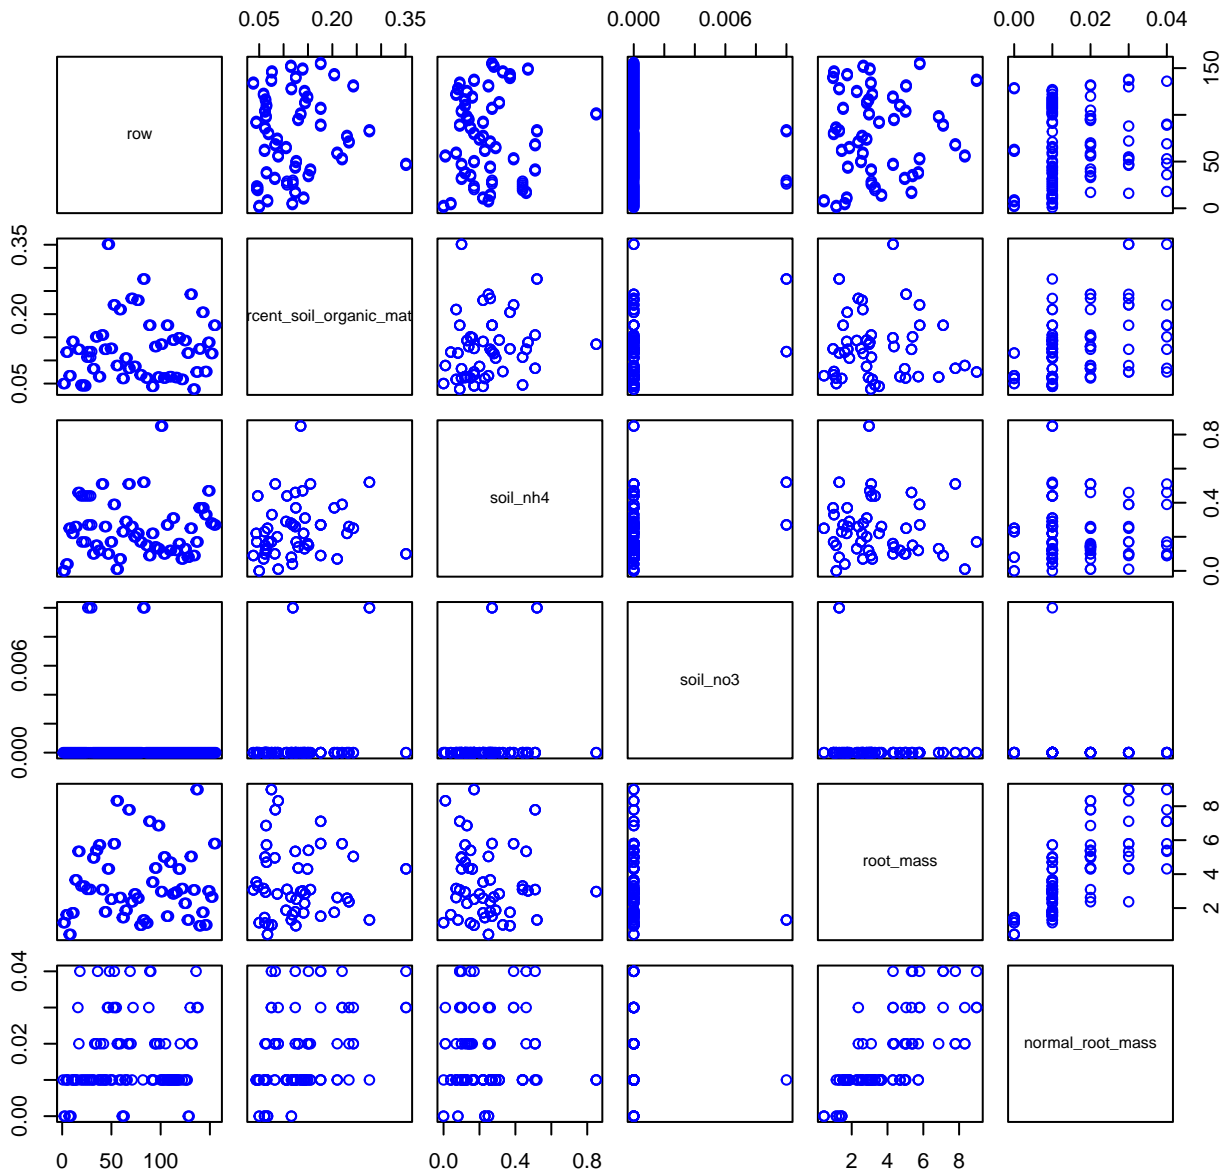 0.05 0.20 0.35 0.000 0.006 0.00 0.02 0.04
row
0 50 150
0.05 0.20 0.35
rcent_soil_organic_mat
soil_nh4
0.0 0.4 0.8
0.000 0.006
soil_no3
root_mass
2 4 6 8
0.00 0.02 0.04
normal_root_mass
0 50 100 0.0 0.4 0.8 2 4 6 8